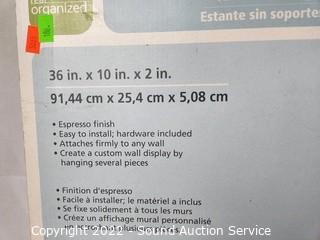 organized
Estante sin soporte
36 in. x 10 in. x 2 in.
91,44 cm x 25,4 cm x 5,08 cm
• Espresso finish
• Easy to install; hardware included
• Attaches firmly to any wall
• Create a custom wall display by
hanging several pieces
• Finition d'espresso
• Facile à installer; le matériel a inclus
• Se fixe solidement à tous les murs
• Créez un affichage mural personnalisé
Copyright 2022 - Sonoran Auction Service